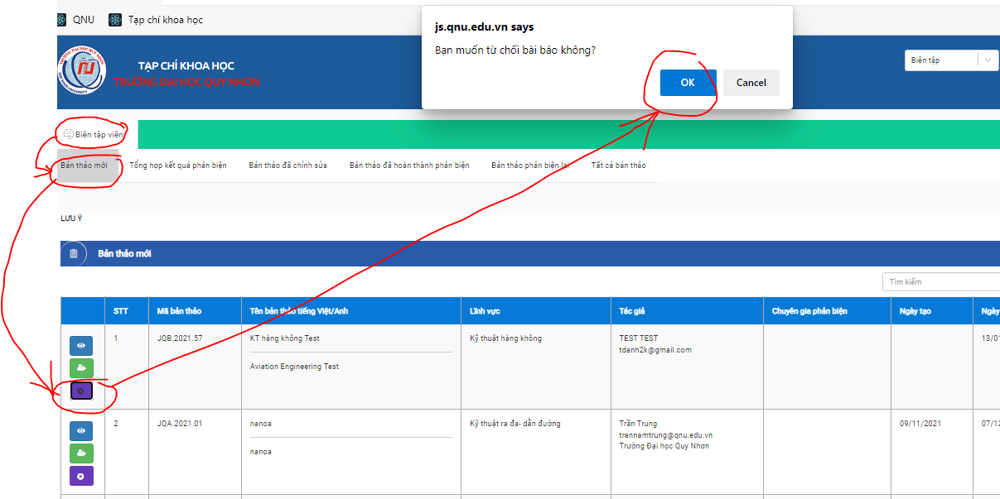 QNU
Tạp chí khoa học
js.qnu.edu.vn says
Bạn muốn từ chối bài báo không?
OK
Cancel
TẠP CHÍ KHOA HỌC
TRƯỜNG ĐẠI HỌC QUY NHƠN
Biên tập
Biên tập viên
Bản thảo mới
Tổng hợp kết quả phản biện
Bản thảo đã chỉnh sửa
Bản thảo đã hoàn thành phản biện
Bản thảo phản biện lại
Tất cả bản thảo
LƯU Ý
Bản thảo mới
Tìm kiếm
STT
Mã bản thảo
Tên bản thảo tiếng Việt/Anh
Lĩnh vực
Tác giả
Chuyên gia phản biện
Ngày tạo
Ngày
1
JQB.2021.57
KT hàng không Test
Aviation Engineering Test
Kỹ thuật hàng không
TEST TEST
tdanh2k@gmail.com
13/01
2
JQA.2021.01
nanoa
nanoa
Kỹ thuật ra đa- dẫn đường
Trần Trung
trannamtrung@qnu.edu.vn
Trường Đại học Quy Nhơn
09/11/2021
07/12